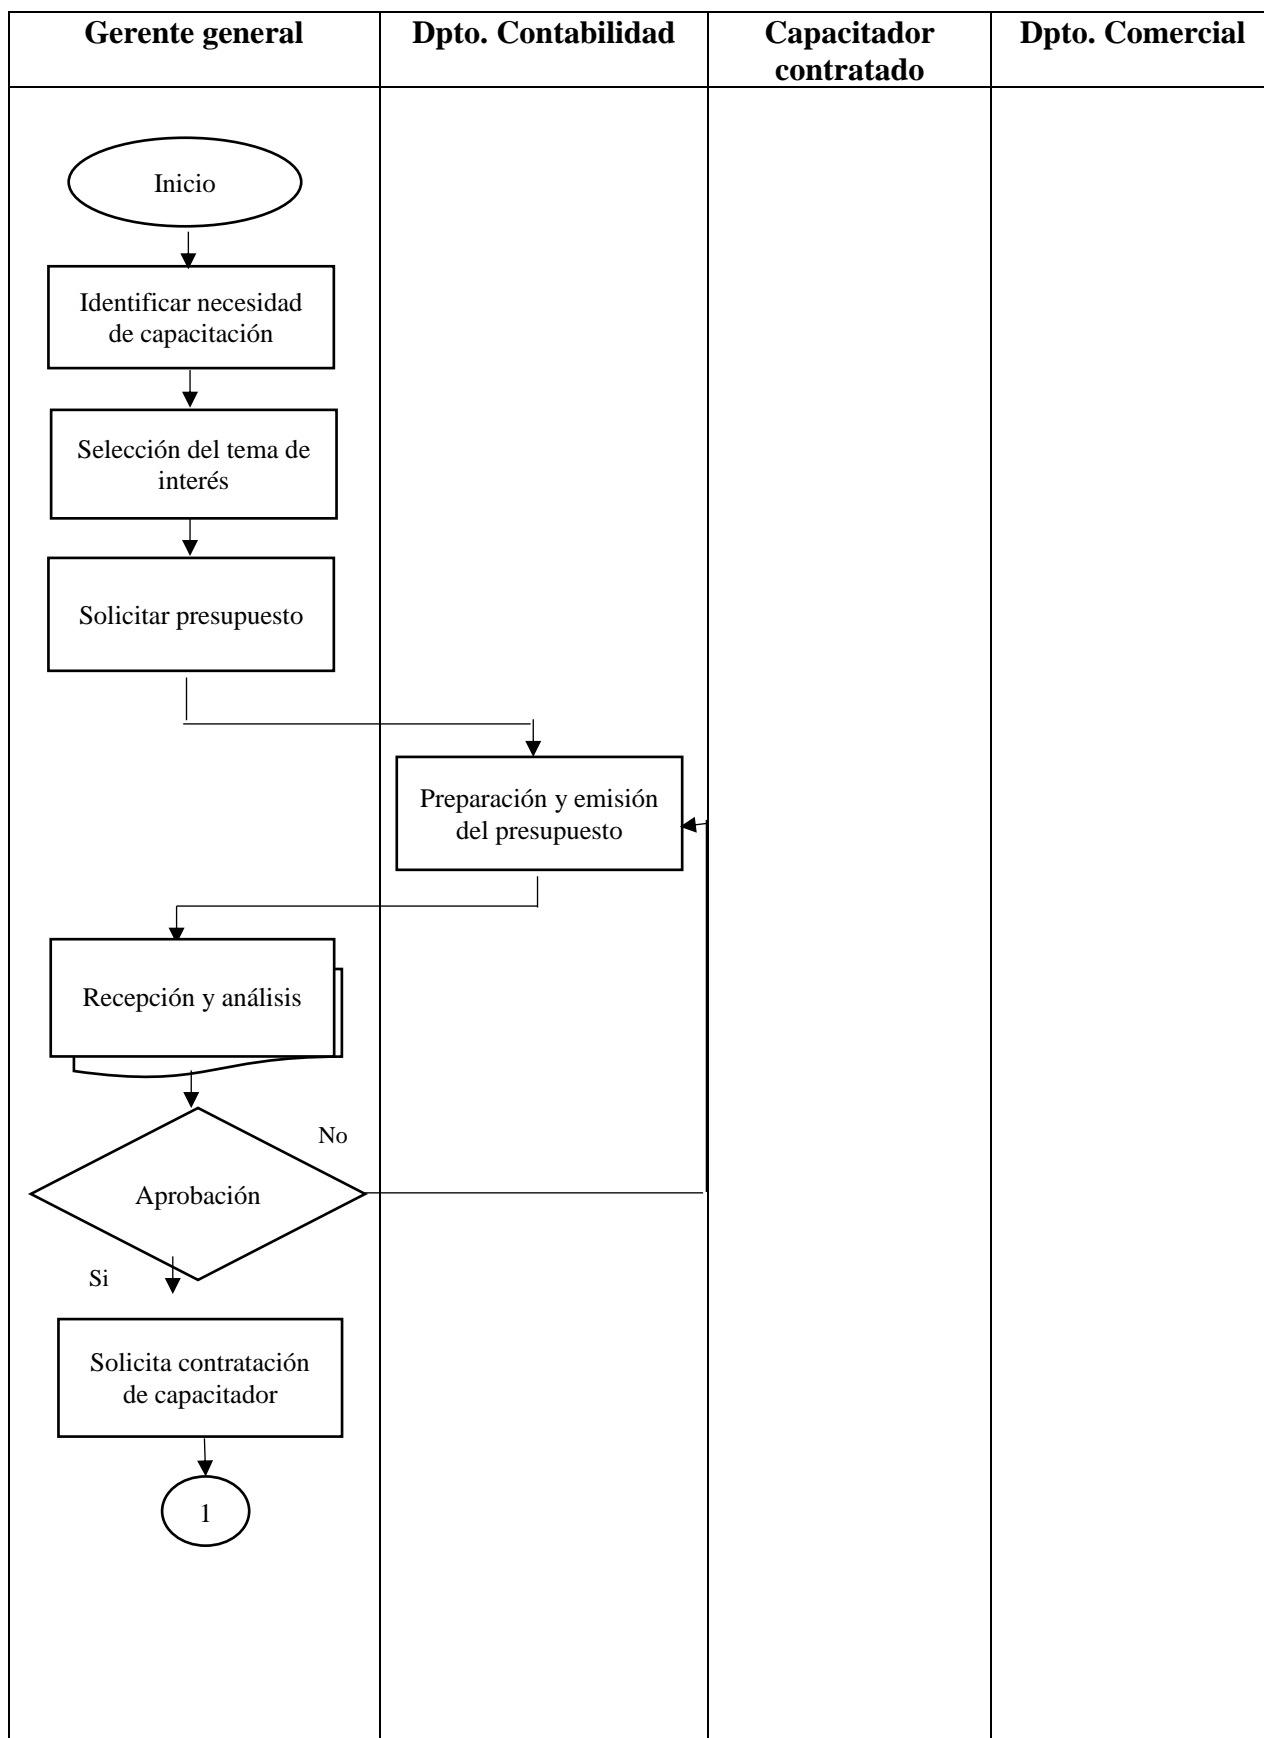 Gerente general
Dpto. Contabilidad
Capacitador
contratado
Dpto. Comercial
Inicio
Identificar necesidad
de capacitación
Selección del tema de
interés
Solicitar presupuesto
Preparación y emisión
del presupuesto
Recepción y análisis
No
Aprobación
Si
Solicita contratación
de capacitador
1